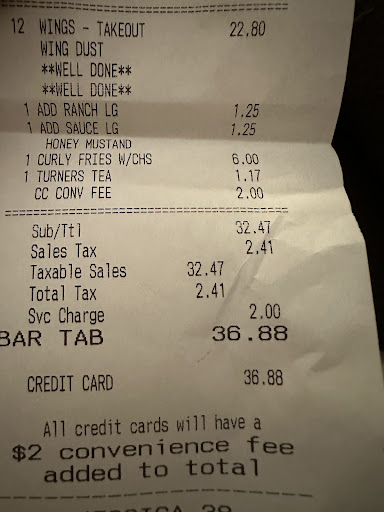 12 WINGS - TAKEOUT 22.80
WING DUST
**WELL DONE**
**WELL DONE**
1 ADD RANCH LG 1.25
1 ADD SAUCE LG 1.25
HONEY MUSTAND
1 CURLY FRIES W/CHS 6.00
1 TURNERS TEA 1.17
CC CONV FEE 2.00
Sub/Ttl 32.47
Sales Tax 2.41
Taxable Sales 32.47
Total Tax 2.41
Svc Charge 2.00
BAR TAB 36.88
CREDIT CARD 36.88
All credit cards will have a
$2 convenience fee
added to total